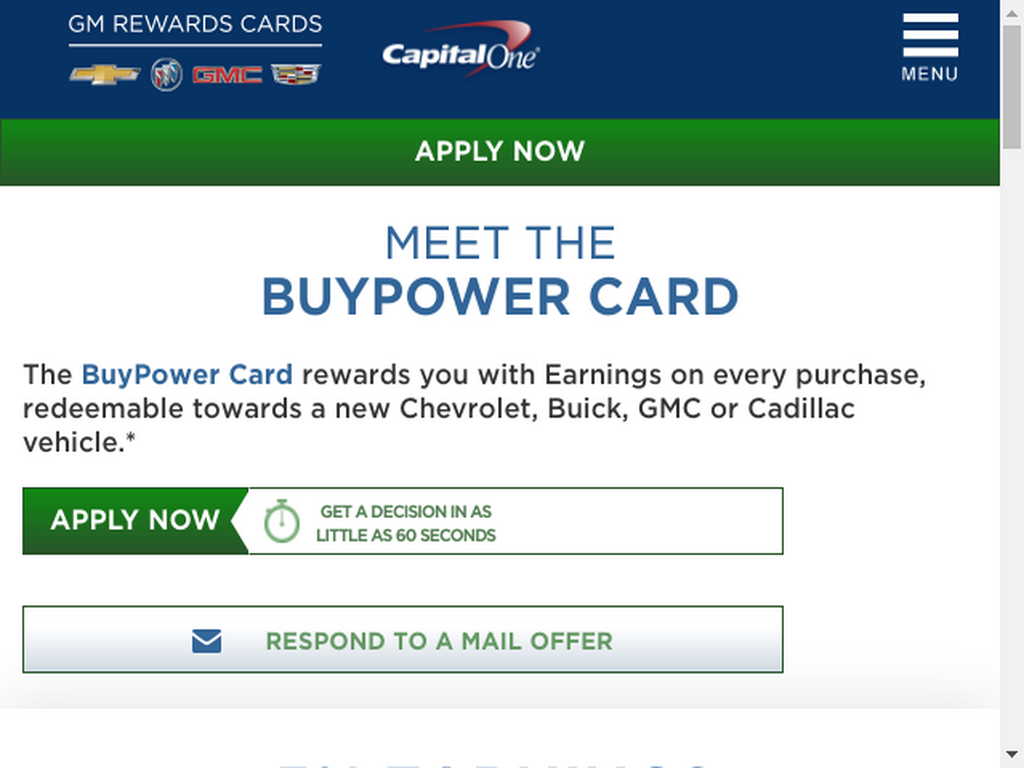 GM REWARDS CARDS
GMC
Capital One
MENU
APPLY NOW
MEET THE
BUYPOWER CARD
The BuyPower Card rewards you with Earnings on every purchase,
redeemable towards a new Chevrolet, Buick, GMC or Cadillac
vehicle.*
APPLY NOW
GET A DECISION IN AS
LITTLE AS 60 SECONDS
RESPOND TO A MAIL OFFER